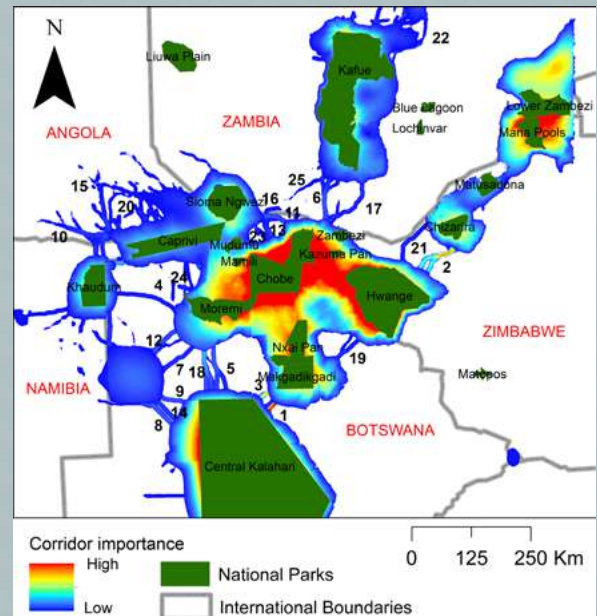 N
22
Liuwa Plain
Kafue
Lower Zambezi
Blue Lagoon
ZAMBIA
Mana Pools
Lochinvar
ANGOLA
Matusadona
15
25
16
6
20
Sioma Ngwezi
11
17
13
Chizarira
10
23
Zambezi
Caprivi
Mudumu
21
Kazuma Pan
2
Mamili
24
Chobe
Khaudum
4
Hwange
Moremi
ZIMBABWE
12
Nxai Pan
19
7
18
5
Makgadikgadi
Matopos
NAMIBIA
9
3
14
1
8
BOTSWANA
Central Kalahari
Corridor importance
High
Low
National Parks
International Boundaries
0 125 250 Km